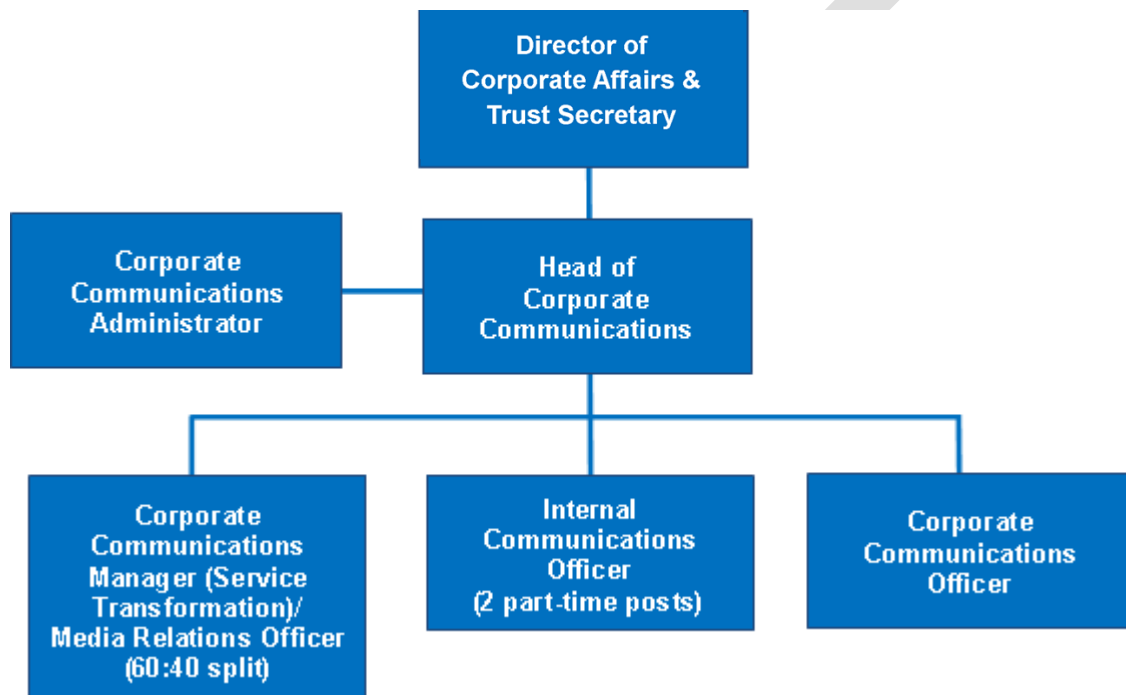 Director of
Corporate Affairs &
Trust Secretary
Corporate
Communications
Administrator
Head of
Corporate
Communications
Corporate
Communications
Manager (Service
Transformation)/
Media Relations Officer
(60:40 split)
Internal
Communications
Officer
(2 part-time posts)
Corporate
Communications
Officer